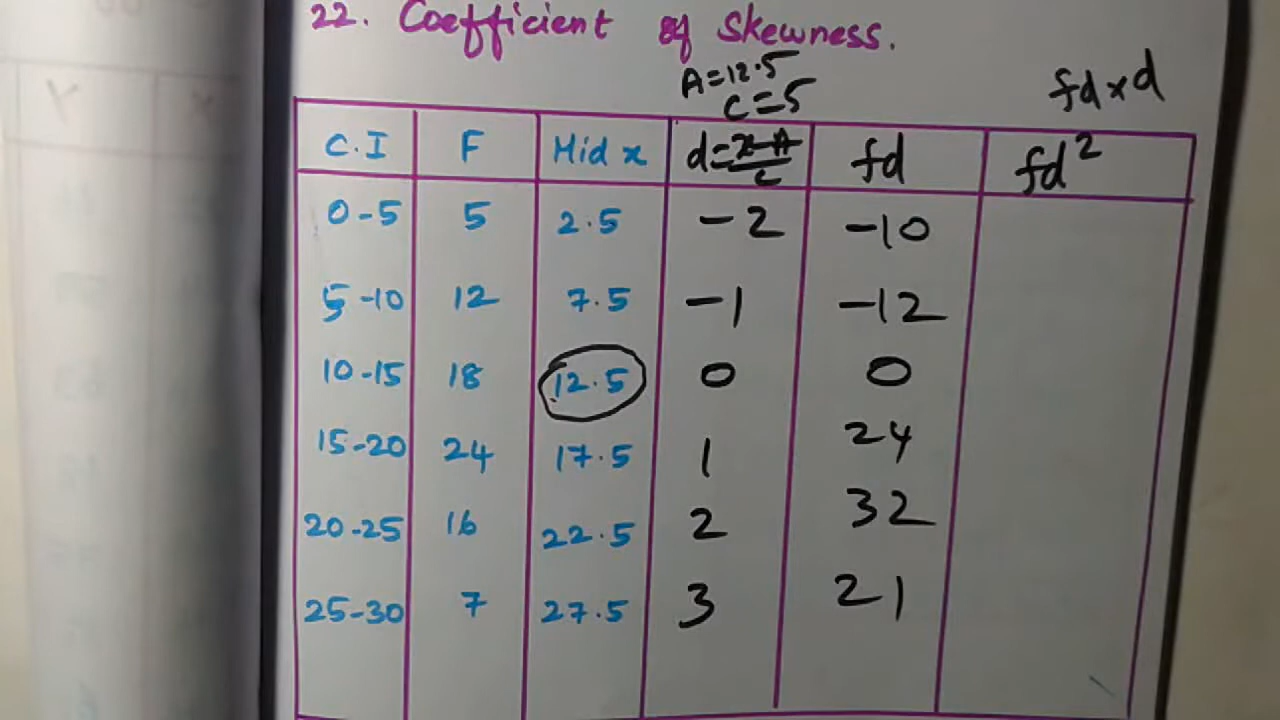 22. Coefficient of Skewness.
A=12.5
C=5
fd x d
C.I F Mid x d=x-A/c fd fd²
0-5 5 2.5 -2 -10
5-10 12 7.5 -1 -12
10-15 18 12.5 0 0
15-20 24 17.5 1 24
20-25 16 22.5 2 32
25-30 7 27.5 3 21
Y X